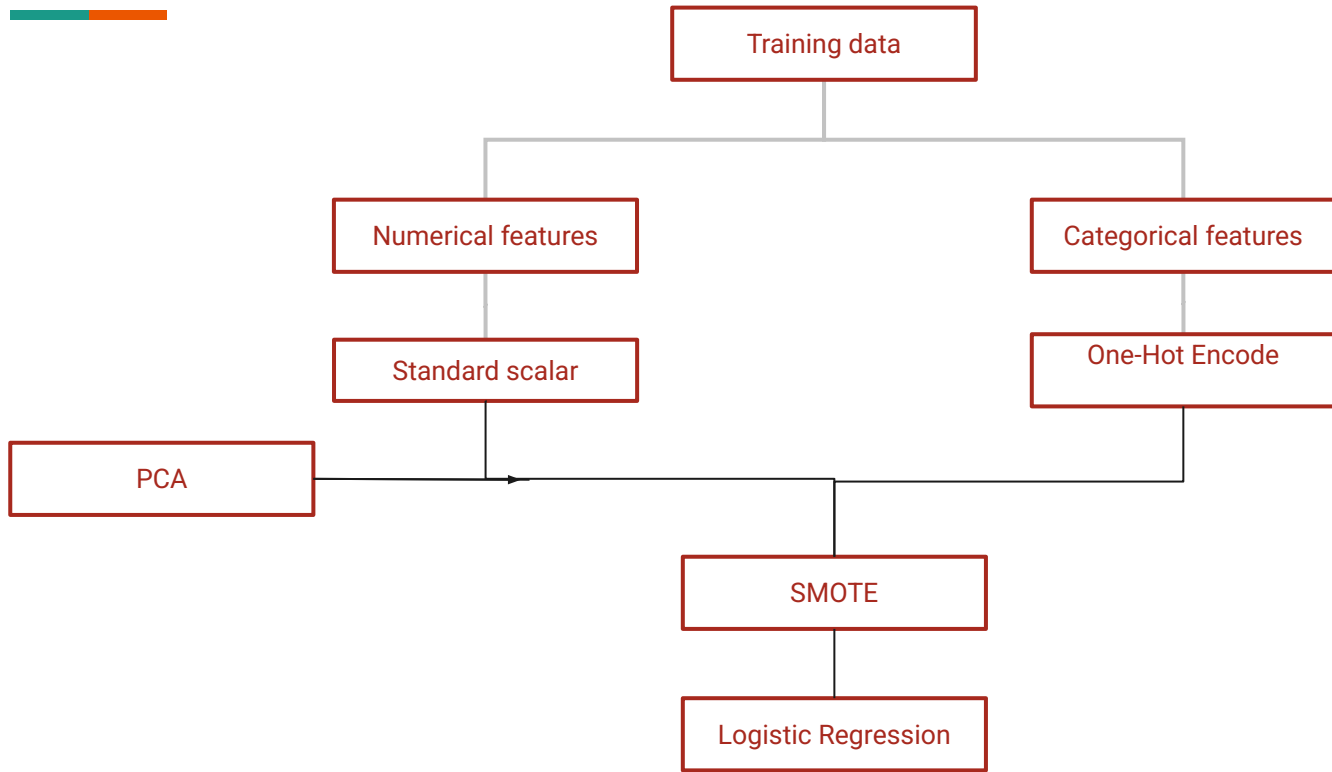 Training data
Numerical features
Categorical features
Standard scalar
One-Hot Encode
PCA
SMOTE
Logistic Regression